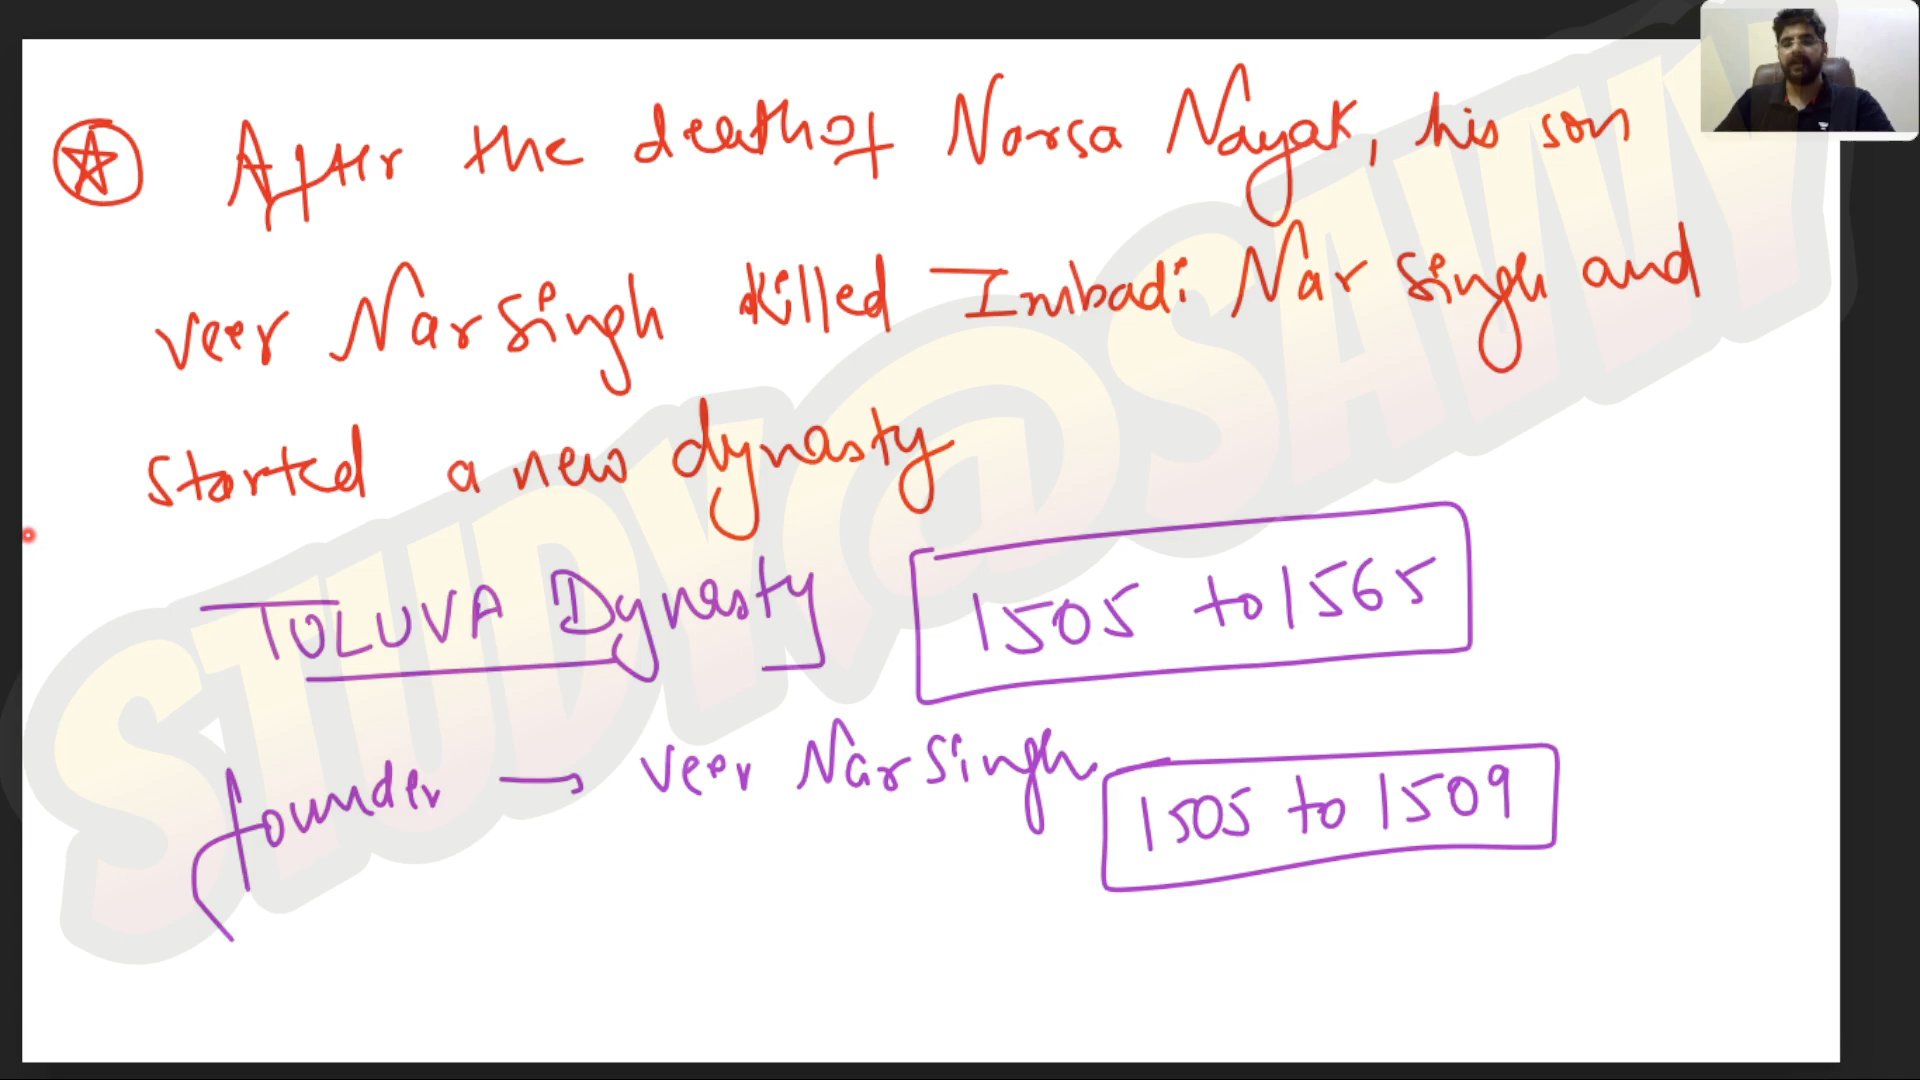 After the death of Narsa Nayak, his son
veer Narsingh killed Imbadi Nar singh and
started a new dynasty
TULUVA Dynasty 1505 to 1565
founder → veer Narsingh 1505 to 1509
STUDY@SAVVY